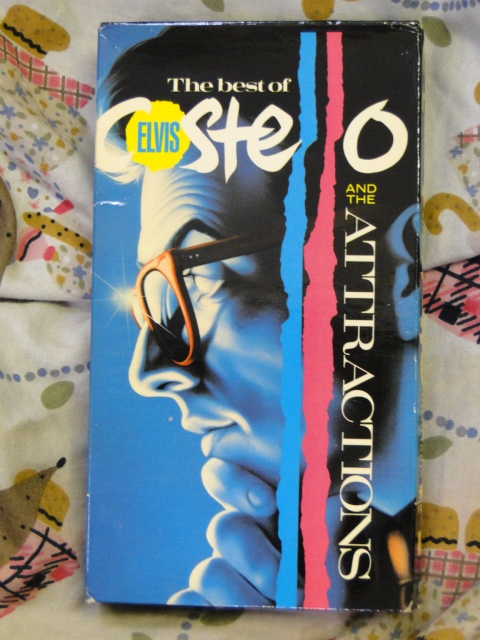 The best of
ELVIS
Costello
AND
THE
ATTRACTIONS